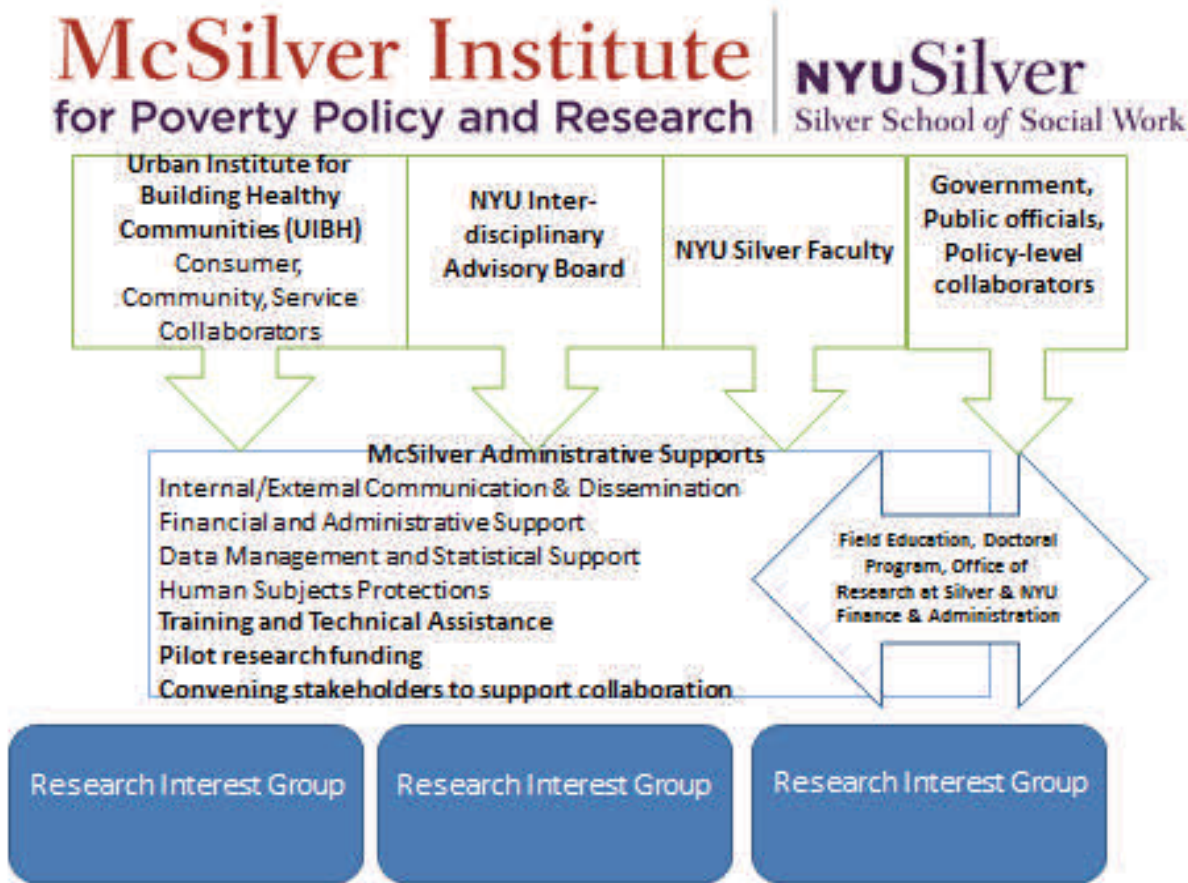 McSilver Institute
for Poverty Policy and Research
NYUSilver
Silver School of Social Work
Urban Institute for
Building Healthy
Communities (UIBH)
Consumer,
Community, Service
Collaborators
NYU Inter-
disciplinary
Advisory Board
NYU Silver Faculty
Government,
Public officials,
Policy-level
collaborators
McSilver Administrative Supports
Internal/External Communication & Dissemination
Financial and Administrative Support
Data Management and Statistical Support
Human Subjects Protections
Training and Technical Assistance
Pilot research funding
Convening stakeholders to support collaboration
Field Education, Doctoral
Program, Office of
Research at Silver & NYU
Finance & Administration
Research Interest Group
Research Interest Group
Research Interest Group